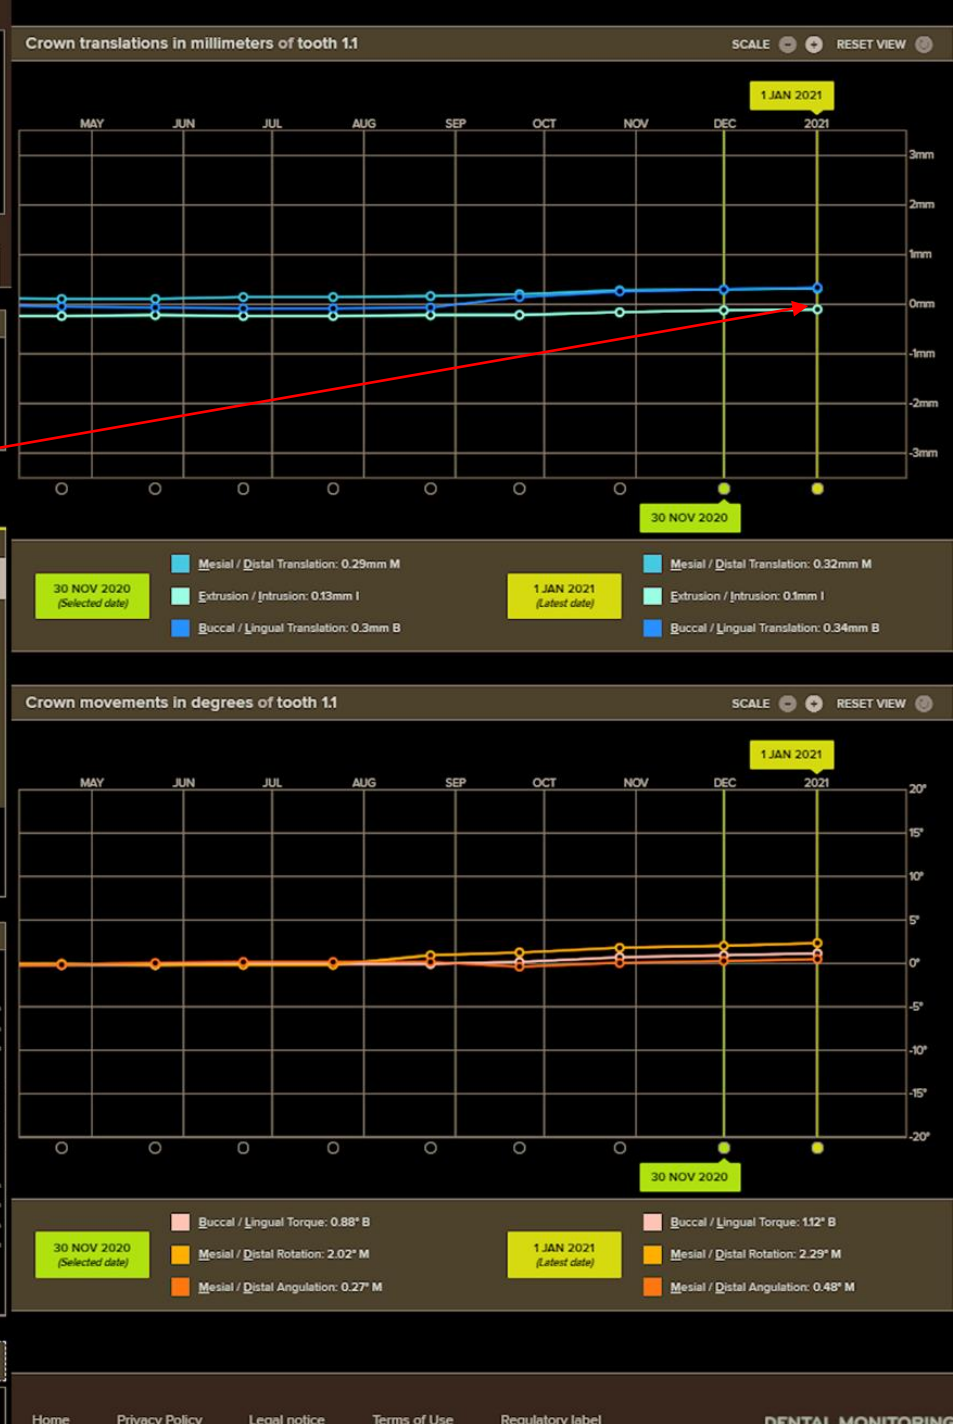 Crown translations in millimeters of tooth 1.1 SCALE RESET VIEW
1 JAN 2021
MAY JUN JUL AUG SEP OCT NOV DEC 2021
3mm
2mm
1mm
0mm
-1mm
-2mm
-3mm
30 NOV 2020
30 NOV 2020
(Selected date)
Mesial / Distal Translation: 0.29mm M
Extrusion / Intrusion: 0.13mm I
Buccal / Lingual Translation: 0.3mm B
1 JAN 2021
(Latest date)
Mesial / Distal Translation: 0.32mm M
Extrusion / Intrusion: 0.1mm I
Buccal / Lingual Translation: 0.34mm B
Crown movements in degrees of tooth 1.1 SCALE RESET VIEW
1 JAN 2021
MAY JUN JUL AUG SEP OCT NOV DEC 2021
20°
15°
10°
5°
0°
-5°
-10°
-15°
-20°
30 NOV 2020
30 NOV 2020
(Selected date)
Buccal / Lingual Torque: 0.88° B
Mesial / Distal Rotation: 2.02° M
Mesial / Distal Angulation: 0.27° M
1 JAN 2021
(Latest date)
Buccal / Lingual Torque: 1.12° B
Mesial / Distal Rotation: 2.29° M
Mesial / Distal Angulation: 0.48° M
Home Privacy Policy Legal notice Terms of Use Regulatory label DENTAL MONITORING